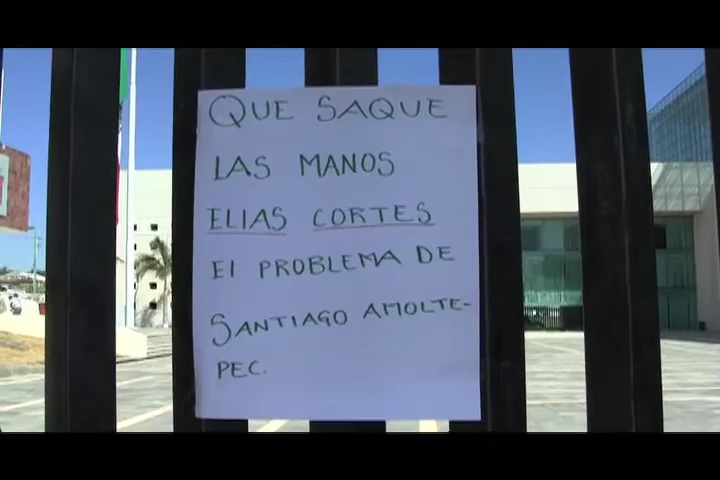 QUE SAQUE
LAS MANOS
ELIAS CORTES
El PROBLEMA DE
SANTIAGO AMOLTE-
PEC.